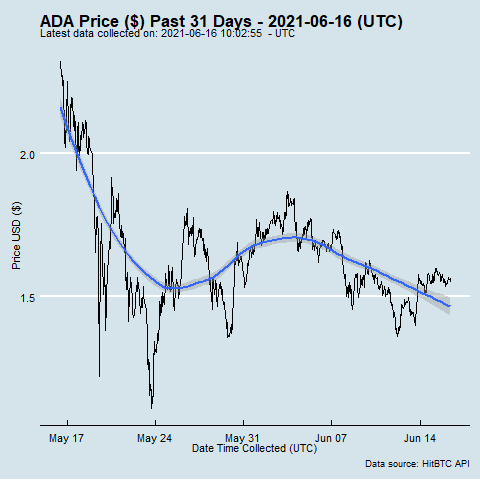 ADA Price ($) Past 31 Days - 2021-06-16 (UTC)
Latest data collected on: 2021-06-16 10:02:55 - UTC
2.0
Price USD ($)
1.5
May 17 May 24 May 31 Jun 07 Jun 14
Date Time Collected (UTC)
Data source: HitBTC API